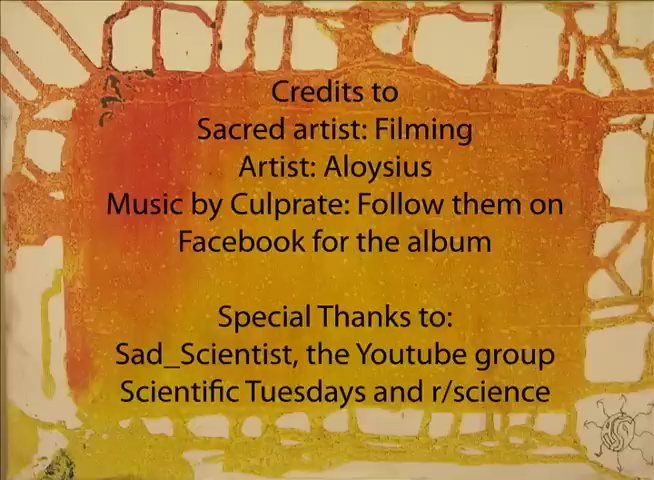 Credits to
Sacred artist: Filming
Artist: Aloysius
Music by Culprate: Follow them on
Facebook for the album
Special Thanks to:
Sad_Scientist, the Youtube group
Scientific Tuesdays and r/science